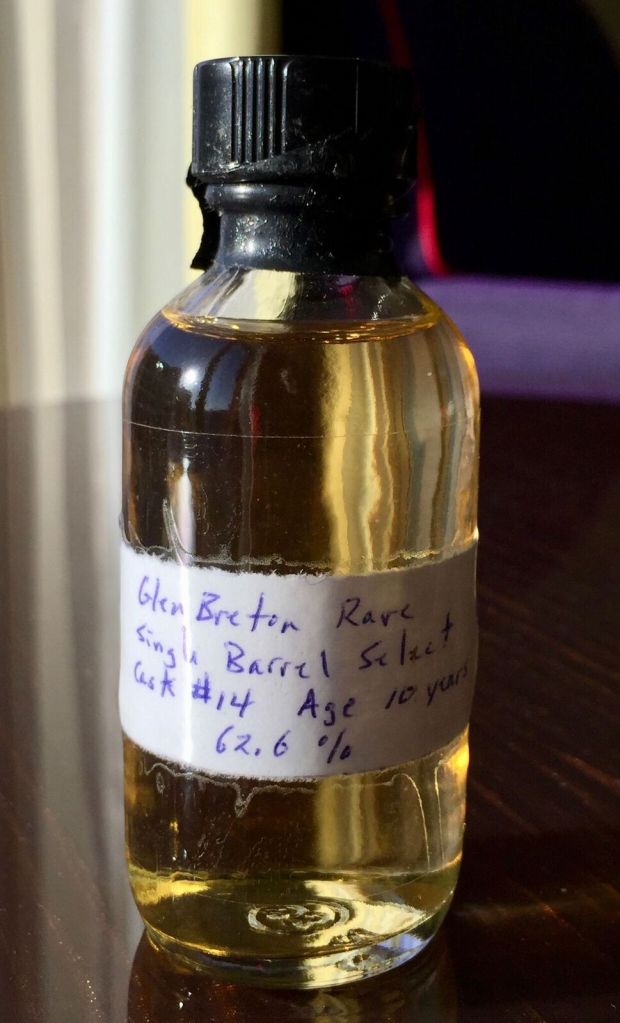 Glen Breton Rare
Single Barrel Select
Cask #14 Age 10 years
62.6 %